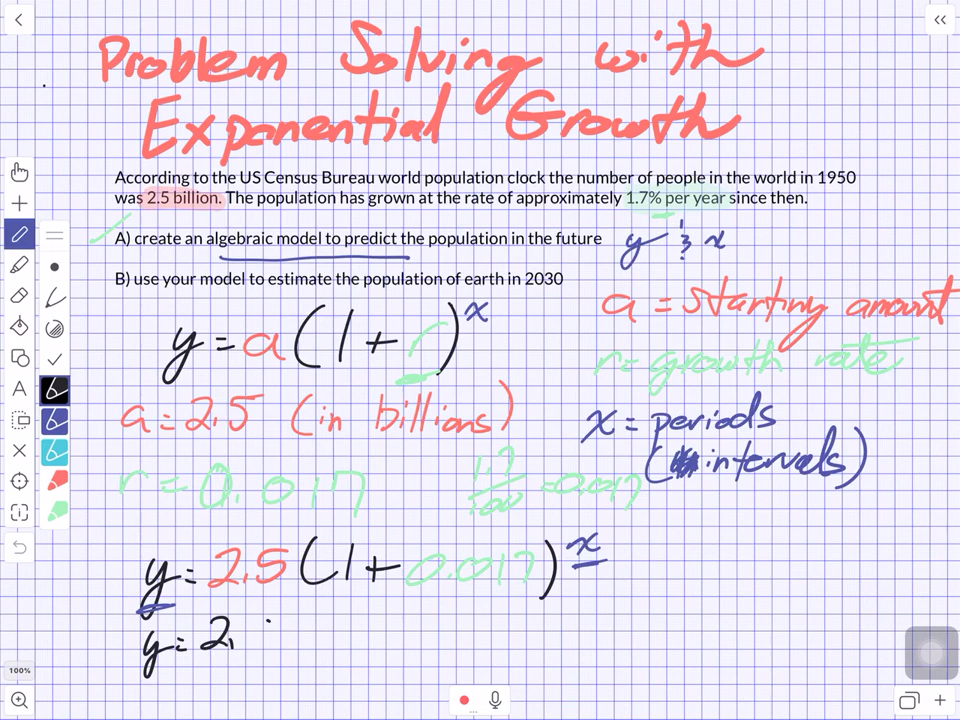 Problem Solving with
Exponential Growth
According to the US Census Bureau world population clock the number of people in the world in 1950
was 2.5 billion. The population has grown at the rate of approximately 1.7% per year since then.
A) create an algebraic model to predict the population in the future y & x
B) use your model to estimate the population of earth in 2030
y = a(1 + r)^x
a = starting amount
r = growth rate
a = 2.5 (in billions)
x = periods
(intervals)
r = 0.017
1.7/100 = 0.017
y = 2.5(1 + 0.017)^x
y = 2.
A
100%